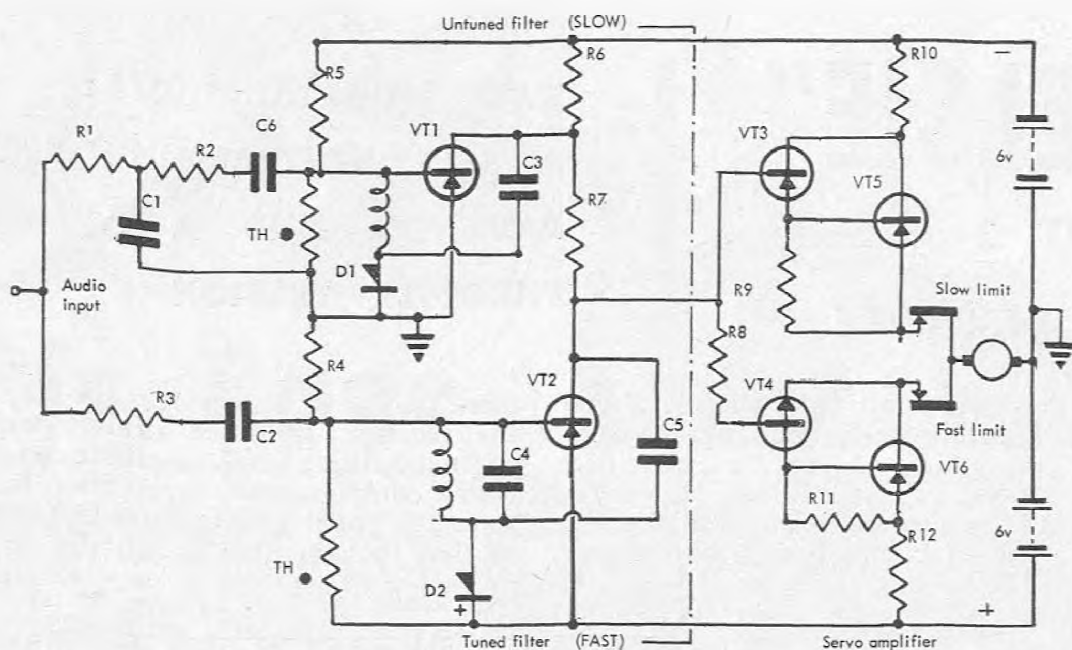 Untuned filter (SLOW)
R5
R6
R10
−
R1
R2
C6
VT1
C3
VT3
6v
C1
TH
R7
VT5
D1
Audio
input
R9
Slow limit
R4
R8
R3
C2
VT2
VT4
C5
Fast limit
C4
VT6
R11
TH
D2
+
R12
6v
+
Tuned filter (FAST)
Servo amplifier